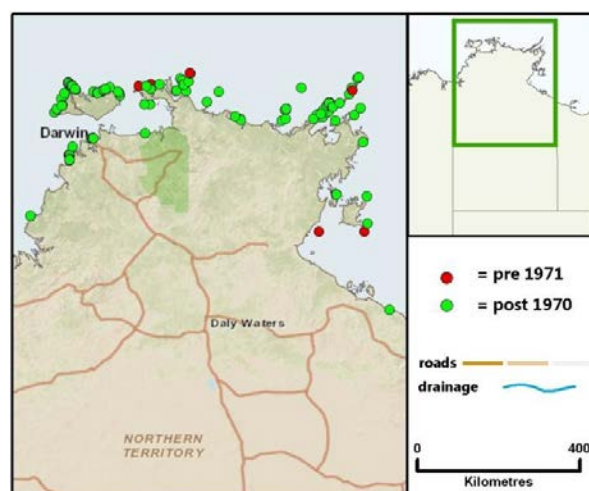 Darwin
Daly Waters
NORTHERN
TERRITORY
= pre 1971
= post 1970
roads
drainage
0 400
Kilometres